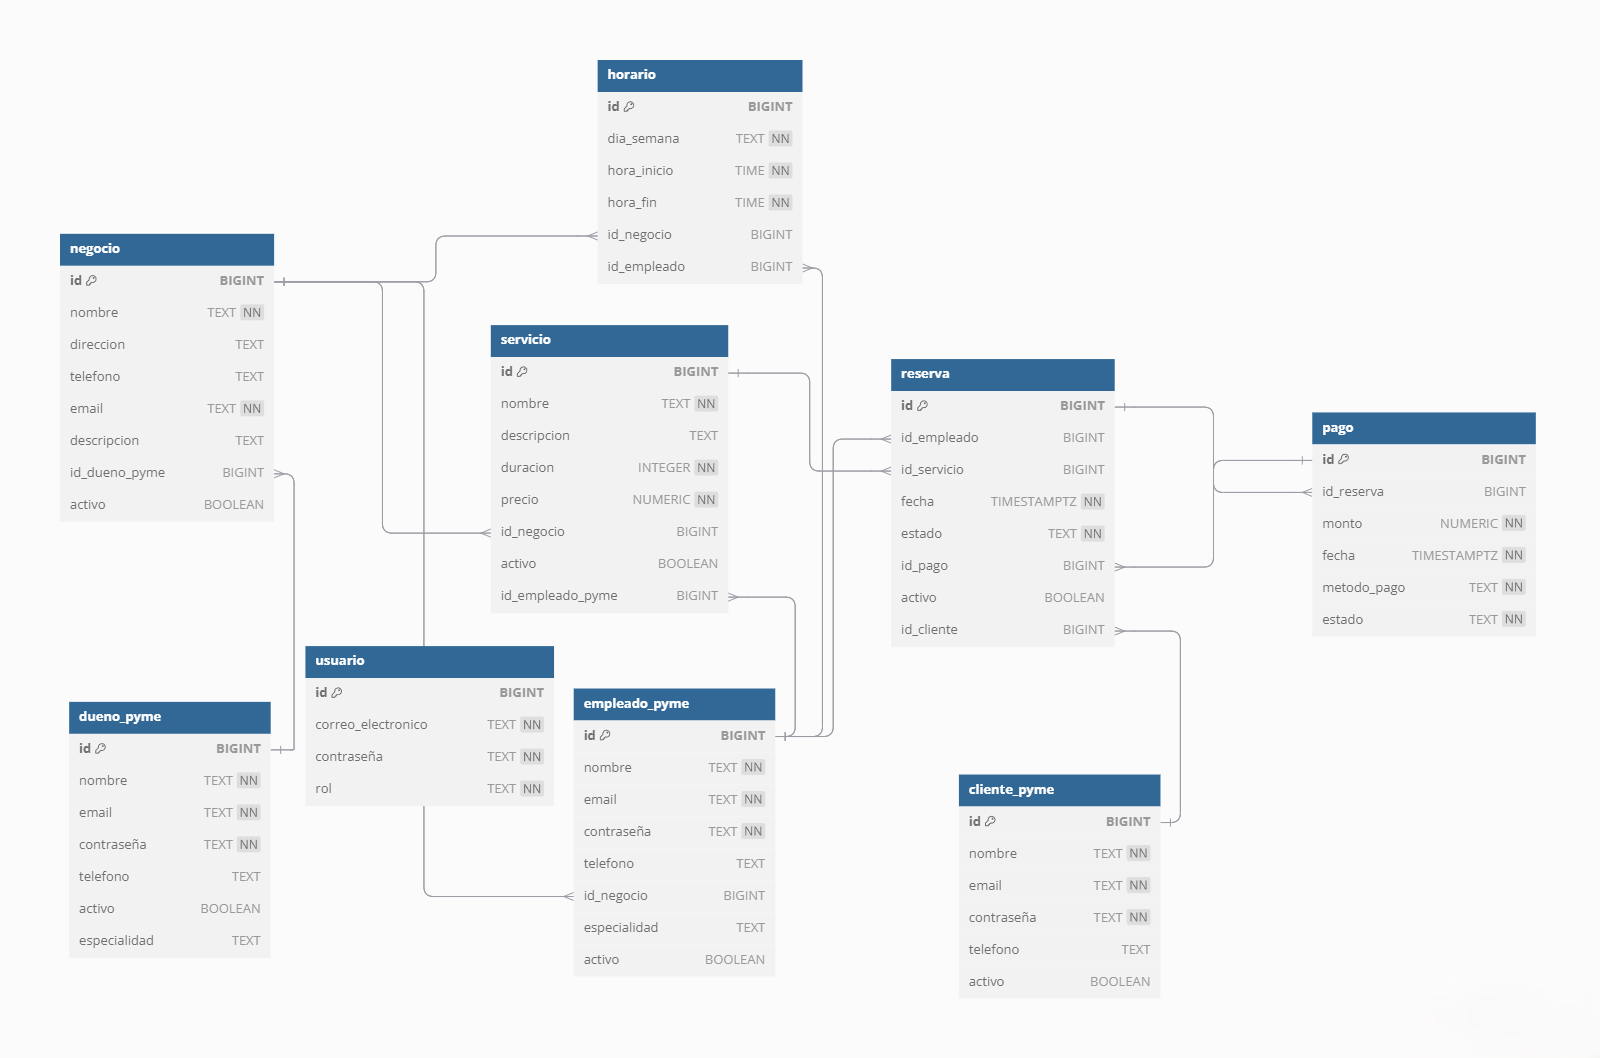 horario
id BIGINT
dia_semana TEXT NN
hora_inicio TIME NN
hora_fin TIME NN
id_negocio BIGINT
id_empleado BIGINT
negocio
id BIGINT
nombre TEXT NN
direccion TEXT
telefono TEXT
email TEXT NN
descripcion TEXT
id_dueno_pyme BIGINT
activo BOOLEAN
servicio
id BIGINT
nombre TEXT NN
descripcion TEXT
duracion INTEGER NN
precio NUMERIC NN
id_negocio BIGINT
activo BOOLEAN
id_empleado_pyme BIGINT
reserva
id BIGINT
id_empleado BIGINT
id_servicio BIGINT
fecha TIMESTAMPTZ NN
estado TEXT NN
id_pago BIGINT
activo BOOLEAN
id_cliente BIGINT
pago
id BIGINT
id_reserva BIGINT
monto NUMERIC NN
fecha TIMESTAMPTZ NN
metodo_pago TEXT NN
estado TEXT NN
usuario
id BIGINT
correo_electronico TEXT NN
contraseña TEXT NN
rol TEXT NN
dueno_pyme
id BIGINT
nombre TEXT NN
email TEXT NN
contraseña TEXT NN
telefono TEXT
activo BOOLEAN
especialidad TEXT
empleado_pyme
id BIGINT
nombre TEXT NN
email TEXT NN
contraseña TEXT NN
telefono TEXT
id_negocio BIGINT
especialidad TEXT
activo BOOLEAN
cliente_pyme
id BIGINT
nombre TEXT NN
email TEXT NN
contraseña TEXT NN
telefono TEXT
activo BOOLEAN